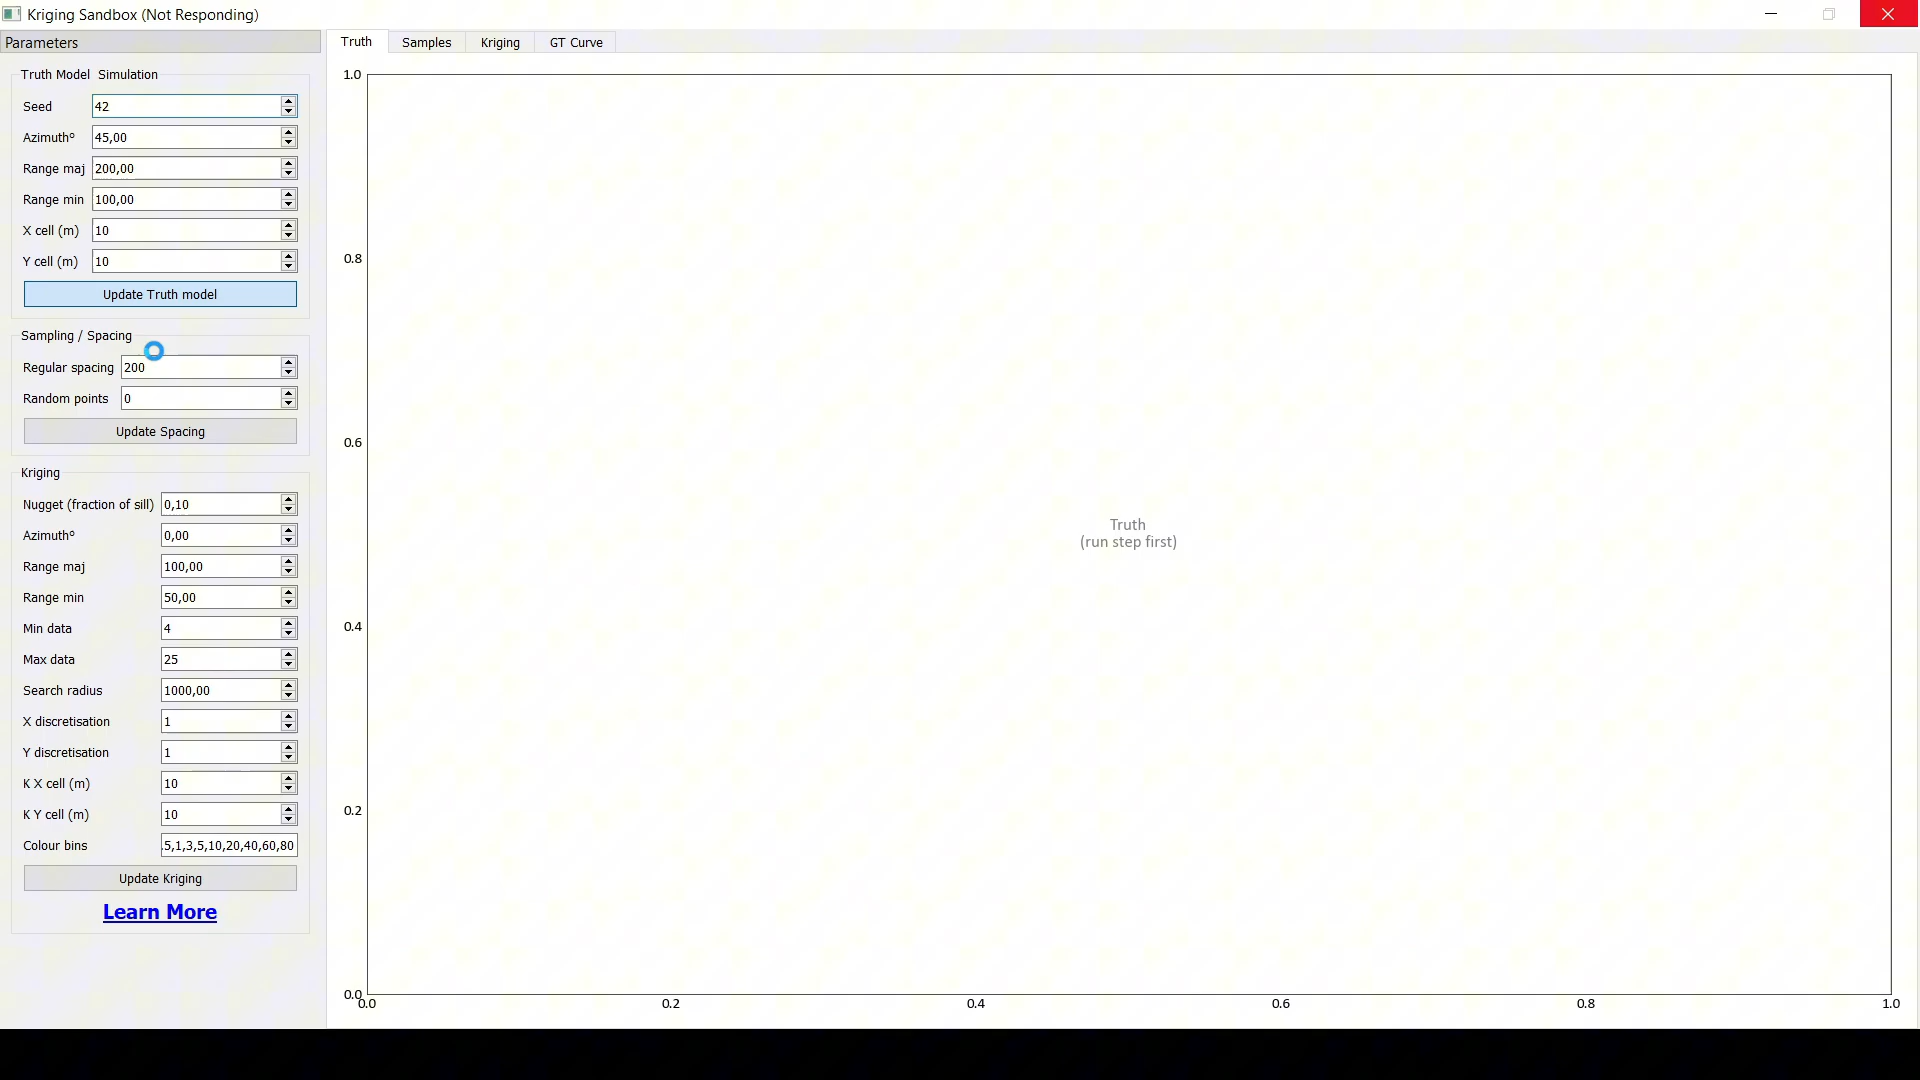 Kriging Sandbox (Not Responding)
Parameters
Truth Samples Kriging GT Curve
Truth Model Simulation
Seed 42
Azimuth° 45,00
Range maj 200,00
Range min 100,00
X cell (m) 10
Y cell (m) 10
Update Truth model
Sampling / Spacing
Regular spacing 200
Random points 0
Update Spacing
Kriging
Nugget (fraction of sill) 0,10
Azimuth° 0,00
Range maj 100,00
Range min 50,00
Min data 4
Max data 25
Search radius 1000,00
X discretisation 1
Y discretisation 1
K X cell (m) 10
K Y cell (m) 10
Colour bins .5,1,3,5,10,20,40,60,80
Update Kriging
Learn More
1.0
0.8
0.6
0.4
0.2
0.0
Truth
(run step first)
0.0 0.2 0.4 0.6 0.8 1.0